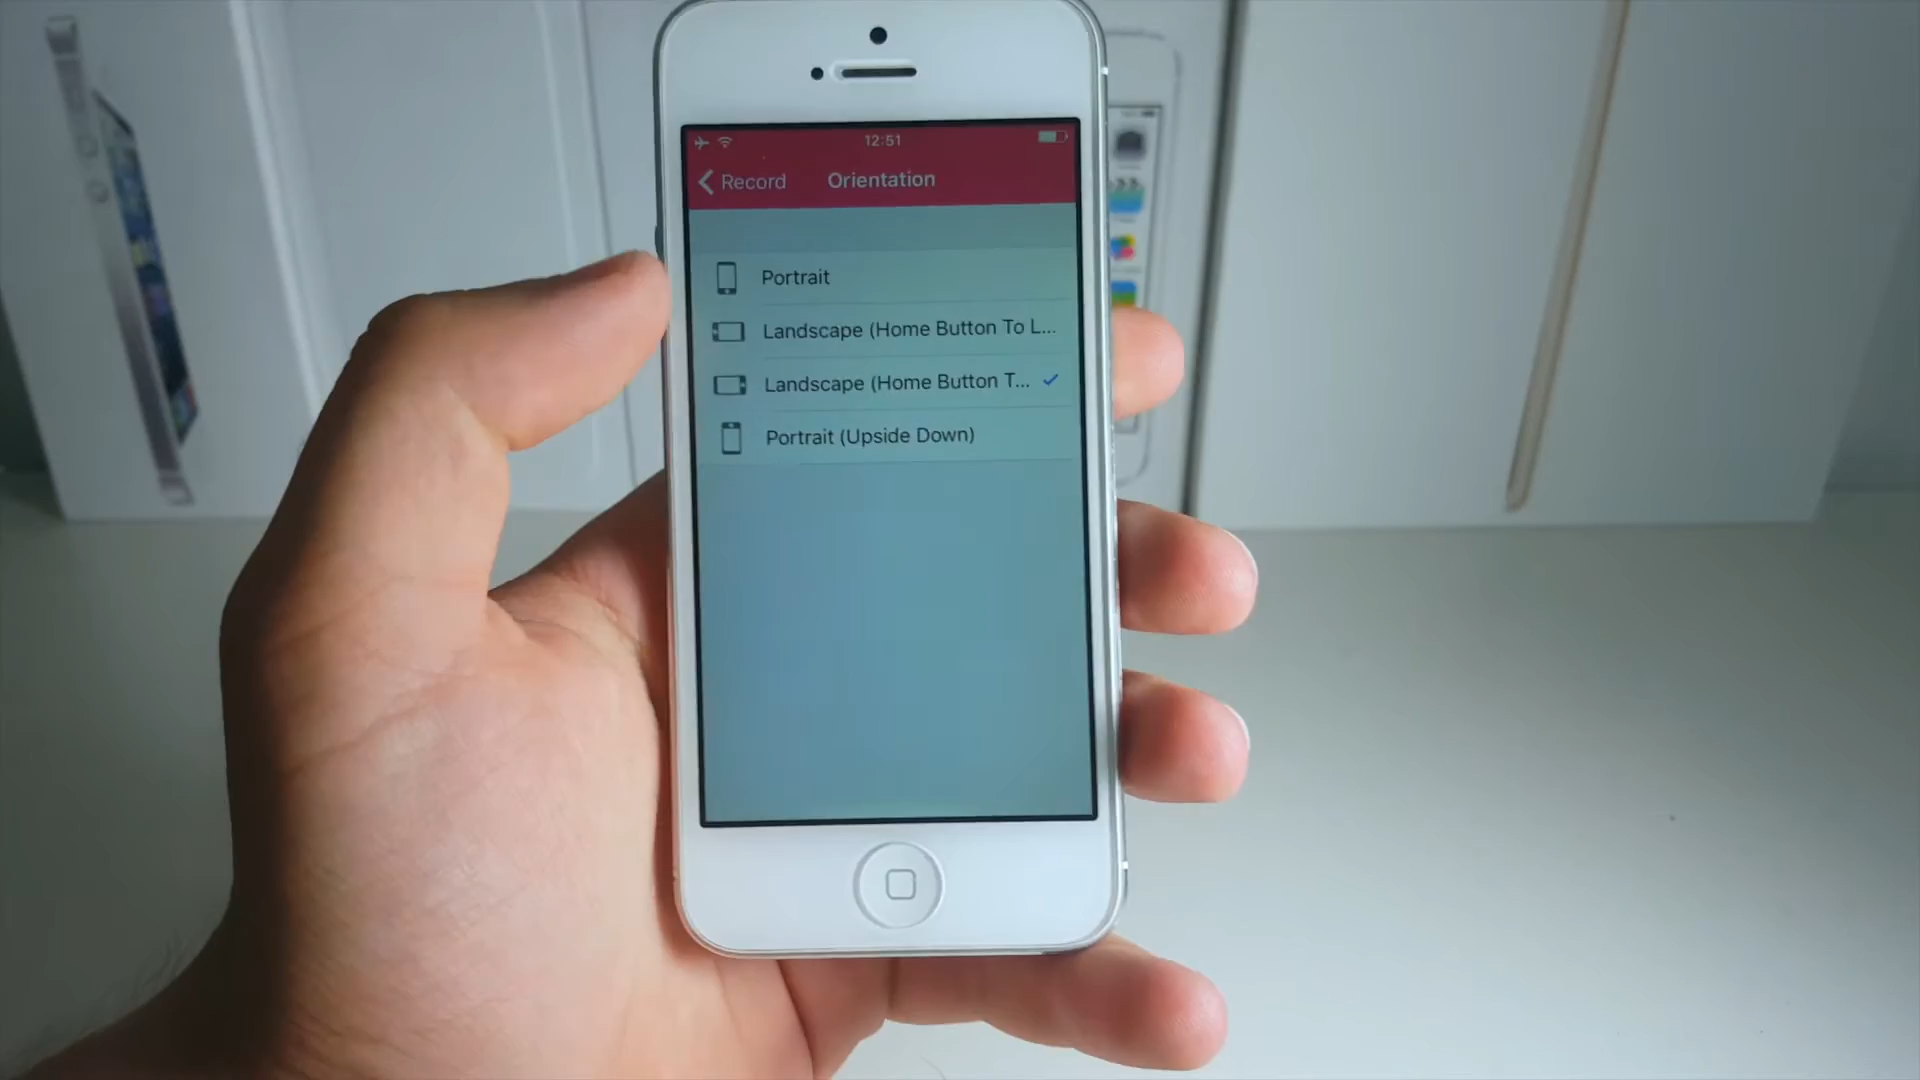 12:51
Record
Orientation
Portrait
Landscape (Home Button To L...
Landscape (Home Button T...
Portrait (Upside Down)